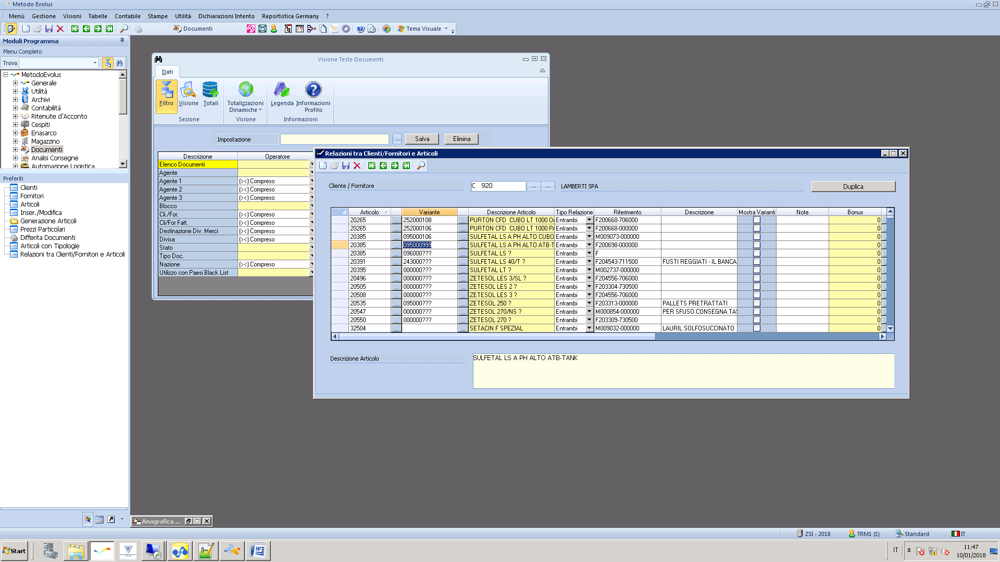 Metodo Evolus
Menù Gestione Visioni Tabelle Contabile Stampe Utilità Dichiarazioni Intento Reportistica Germany ?
Documenti Tema Visuale
Moduli Programma
Menu Completo
Trova
MetodoEvolus
Generale
Utilità
Archivi
Contabilità
Ritenute d'Acconto
Cespiti
Enasarco
Magazzino
Documenti
Analisi Consegne
Automazione Logistica
Preferiti
Clienti
Fornitori
Articoli
Inser./Modifica
Generazione Articoli
Prezzi Particolari
Differita Documenti
Articoli con Tipologie
Relazioni tra Clienti/Fornitori e Articoli
Visione Teste Documenti
Dati
Filtro Visione Totali Totalizzazioni Dinamiche Legenda Informazioni Profilo
Sezione Visione Informazioni
Impostazione ... Salva Elimina
Descrizione Operatore
Elenco Documenti
Agente
Agente 1 (><) Compreso
Agente 2 (><) Compreso
Agente 3 (><) Compreso
Blocco
Cli./For. (><) Compreso
Cli/For Fatt. (><) Compreso
Destinazione Div. Merci (><) Compreso
Divisa (><) Compreso
Stato
Tipo Doc.
Nazione (><) Compreso
Utilizzo con Paesi Black List
Relazioni tra Clienti/Fornitori e Articoli
Cliente / Fornitore C 920 ... ... LAMBERTI SPA Duplica
Articolo Variante Descrizione Articolo Tipo Relazione Riferimento Descrizione Mostra Varianti Note Bonus
20265 ... 252000108 ... PURTON CFD CUBO LT 1000 O Entrambi F200668-706000 0
20265 ... 252000106 ... PURTON CFD CUBO LT 1000 PA Entrambi F200668-000000 0
20385 ... 095000106 ... SULFETAL LS A PH ALTO CUBO Entrambi M009073-000000 0
20385 ... 095000999 ... SULFETAL LS A PH ALTO ATB-T Entrambi F200698-000000 0
20385 ... 096000??? ... SULFETAL LS ? Entrambi F 0
20391 ... 243000??? ... SULFETAL LS 40/T ? Entrambi F204543-711500 FUSTI REGGIATI - IL BANCA 0
20395 ... 000000??? ... SULFETAL LT ? Entrambi M002737-000000 0
20496 ... 000000??? ... ZETESOL LES 3/SL ? Entrambi F204556-706000. 0
20505 ... 000000??? ... ZETESOL LES 2 ? Entrambi F203304-730500 0
20508 ... 000000??? ... ZETESOL LES 3 ? Entrambi F204556-706000 0
20535 ... 095000??? ... ZETESOL 250 ? Entrambi F203313-000000 PALLETS PRETRATTATI 0
20547 ... 000000??? ... ZETESOL 270/NS ? Entrambi M000854-000000 PER SFUSO CONSEGNA TAS 0
20550 ... 000000??? ... ZETESOL 270 ? Entrambi F203309-730500 0
32504 ... ... SETACIN F SPEZIAL Entrambi M009032-000000 LAURIL SOLFOSUCCINATO 0
Descrizione Articolo SULFETAL LS A PH ALTO ATB-TANK
Anagrafica ...
ZSI - 2018 TRM1 (1) Standard IT
Start IT 11:47
10/01/2018